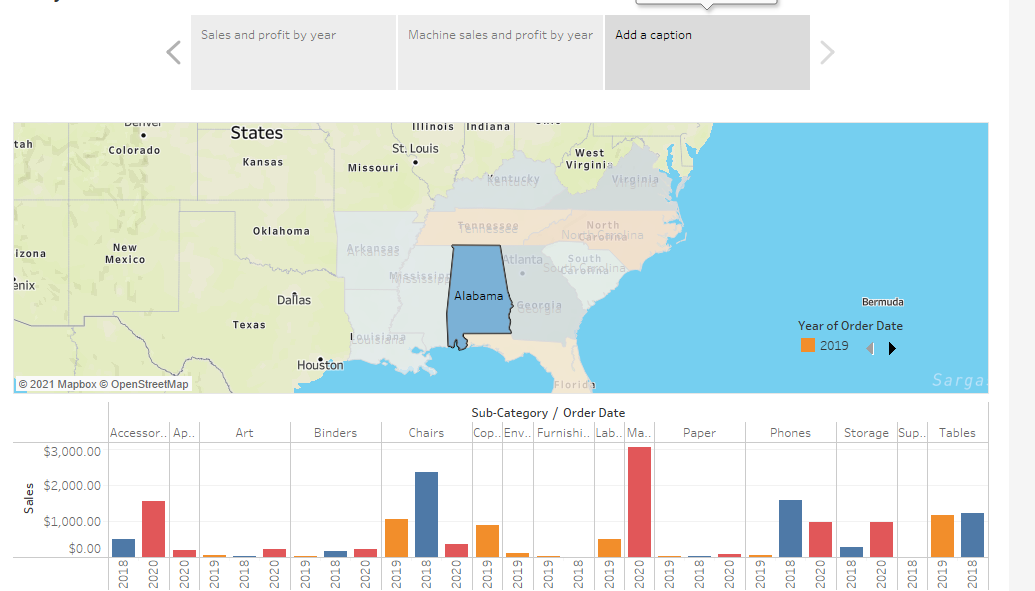 Sales and profit by year
Machine sales and profit by year
Add a caption
Denver
Colorado
States
Kansas
Missouri
Illinois
Indiana
St. Louis
West
Virginia
Kentucky
Virginia
Oklahoma
Arkansas
Tennessee
North
Carolina
North Carolina
New
Mexico
Dallas
Texas
Mississippi
Atlanta
South
Carolina
South Carolina
Alabama
Georgia
Louisiana
Houston
Florida
Bermuda
Year of Order Date
2019
Sarga
© 2021 Mapbox © OpenStreetMap
Sub-Category / Order Date
Accessor.. Ap.. Art Binders Chairs Cop.. Env.. Furnishi.. Lab.. Ma.. Paper Phones Storage Sup.. Tables
Sales
$3,000.00
$2,000.00
$1,000.00
$0.00
2018 2020 2020 2019 2018 2020 2019 2018 2020 2019 2018 2020 2019 2019 2019 2018 2019 2020 2019 2018 2020 2019 2018 2020 2018 2020 2018 2019 2018